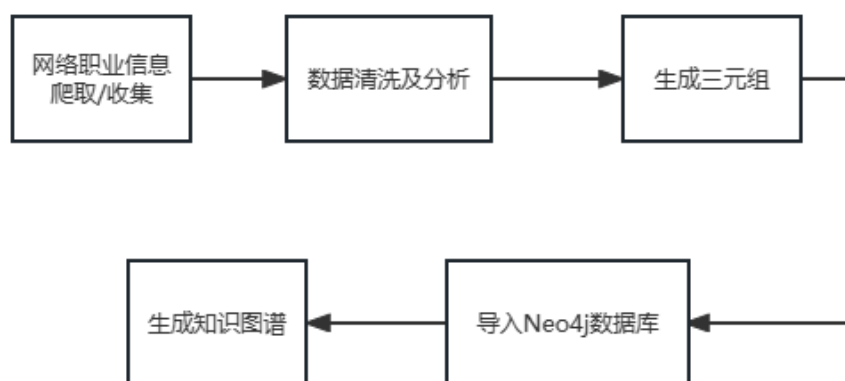 网络职业信息
爬取/收集
数据清洗及分析
生成三元组
生成知识图谱
导入Neo4j数据库